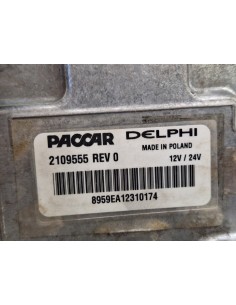 PACCAR DELPHI
MADE IN POLAND
2109555 REV 0 12V / 24V
8959EA12310174